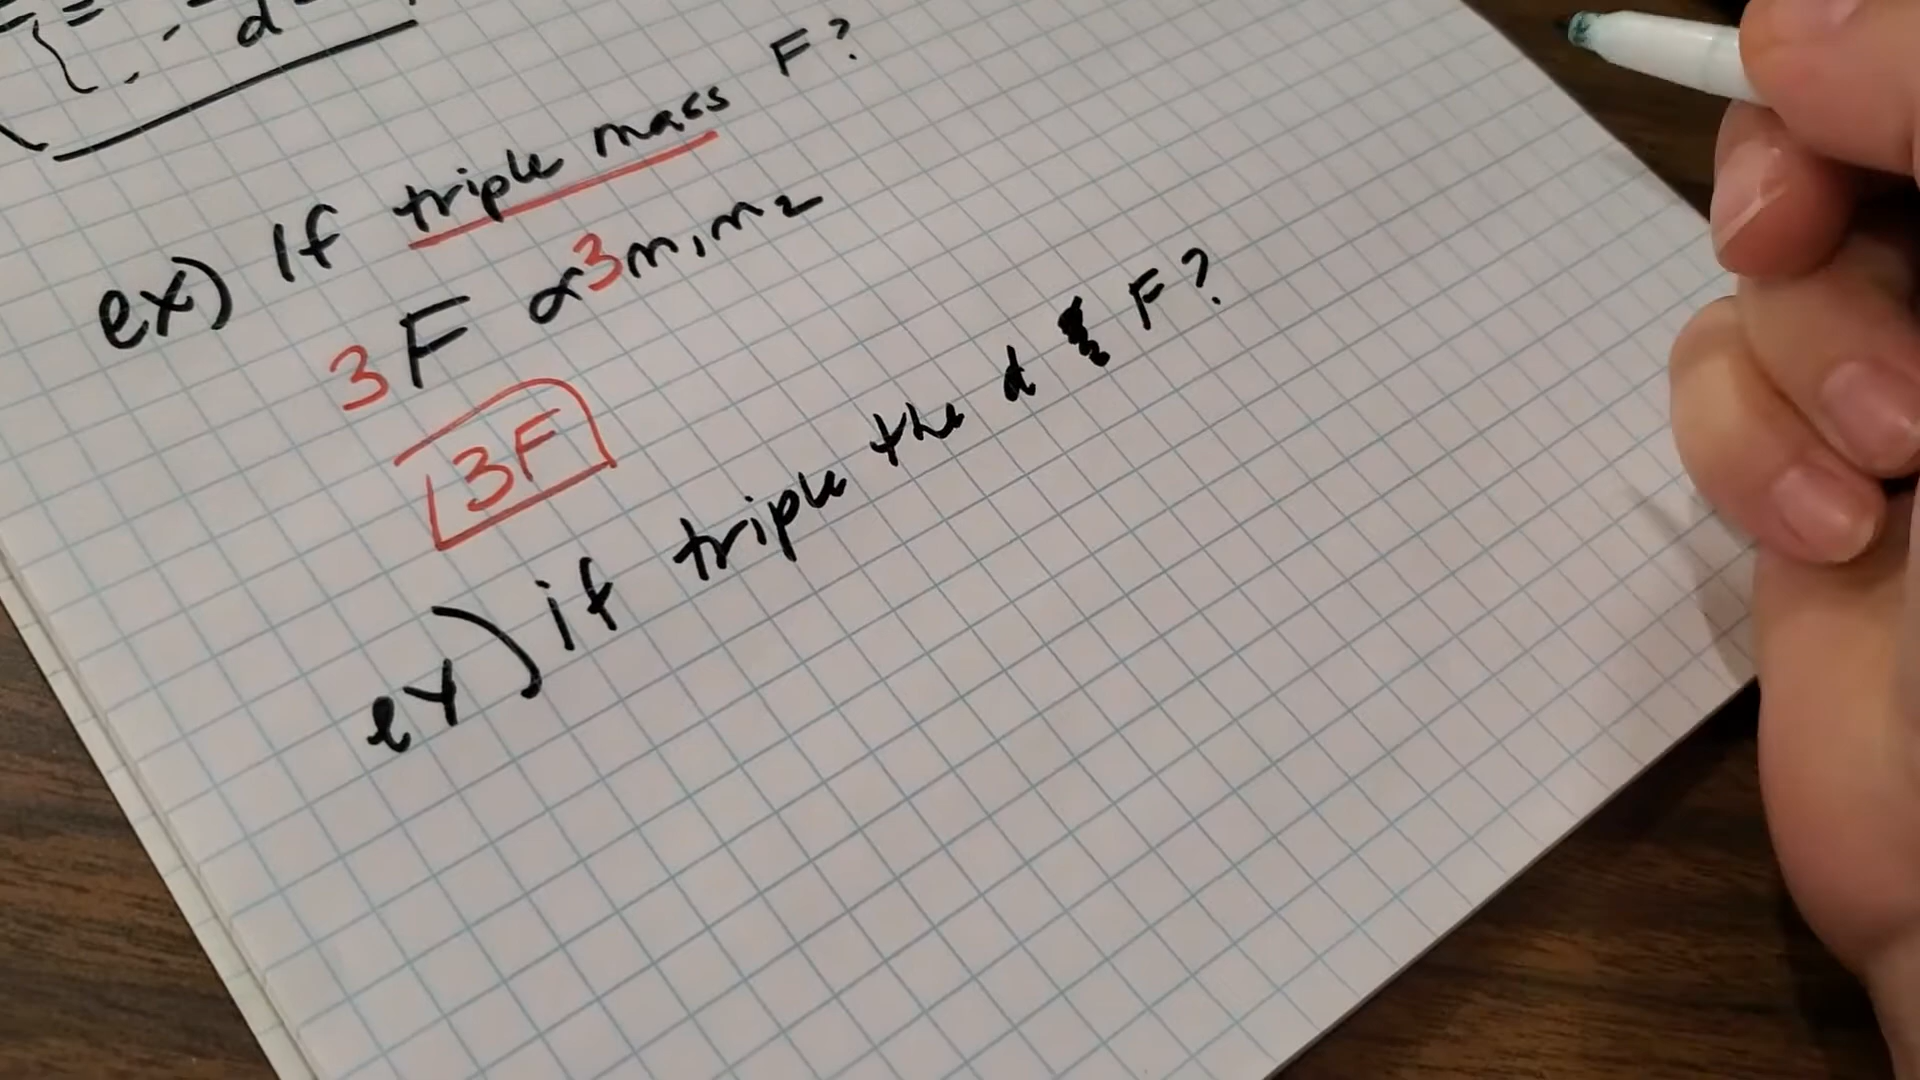 d
ex) If triple mass F?
3F ∝ 3m1m2
3F
ex) if triple the d F?